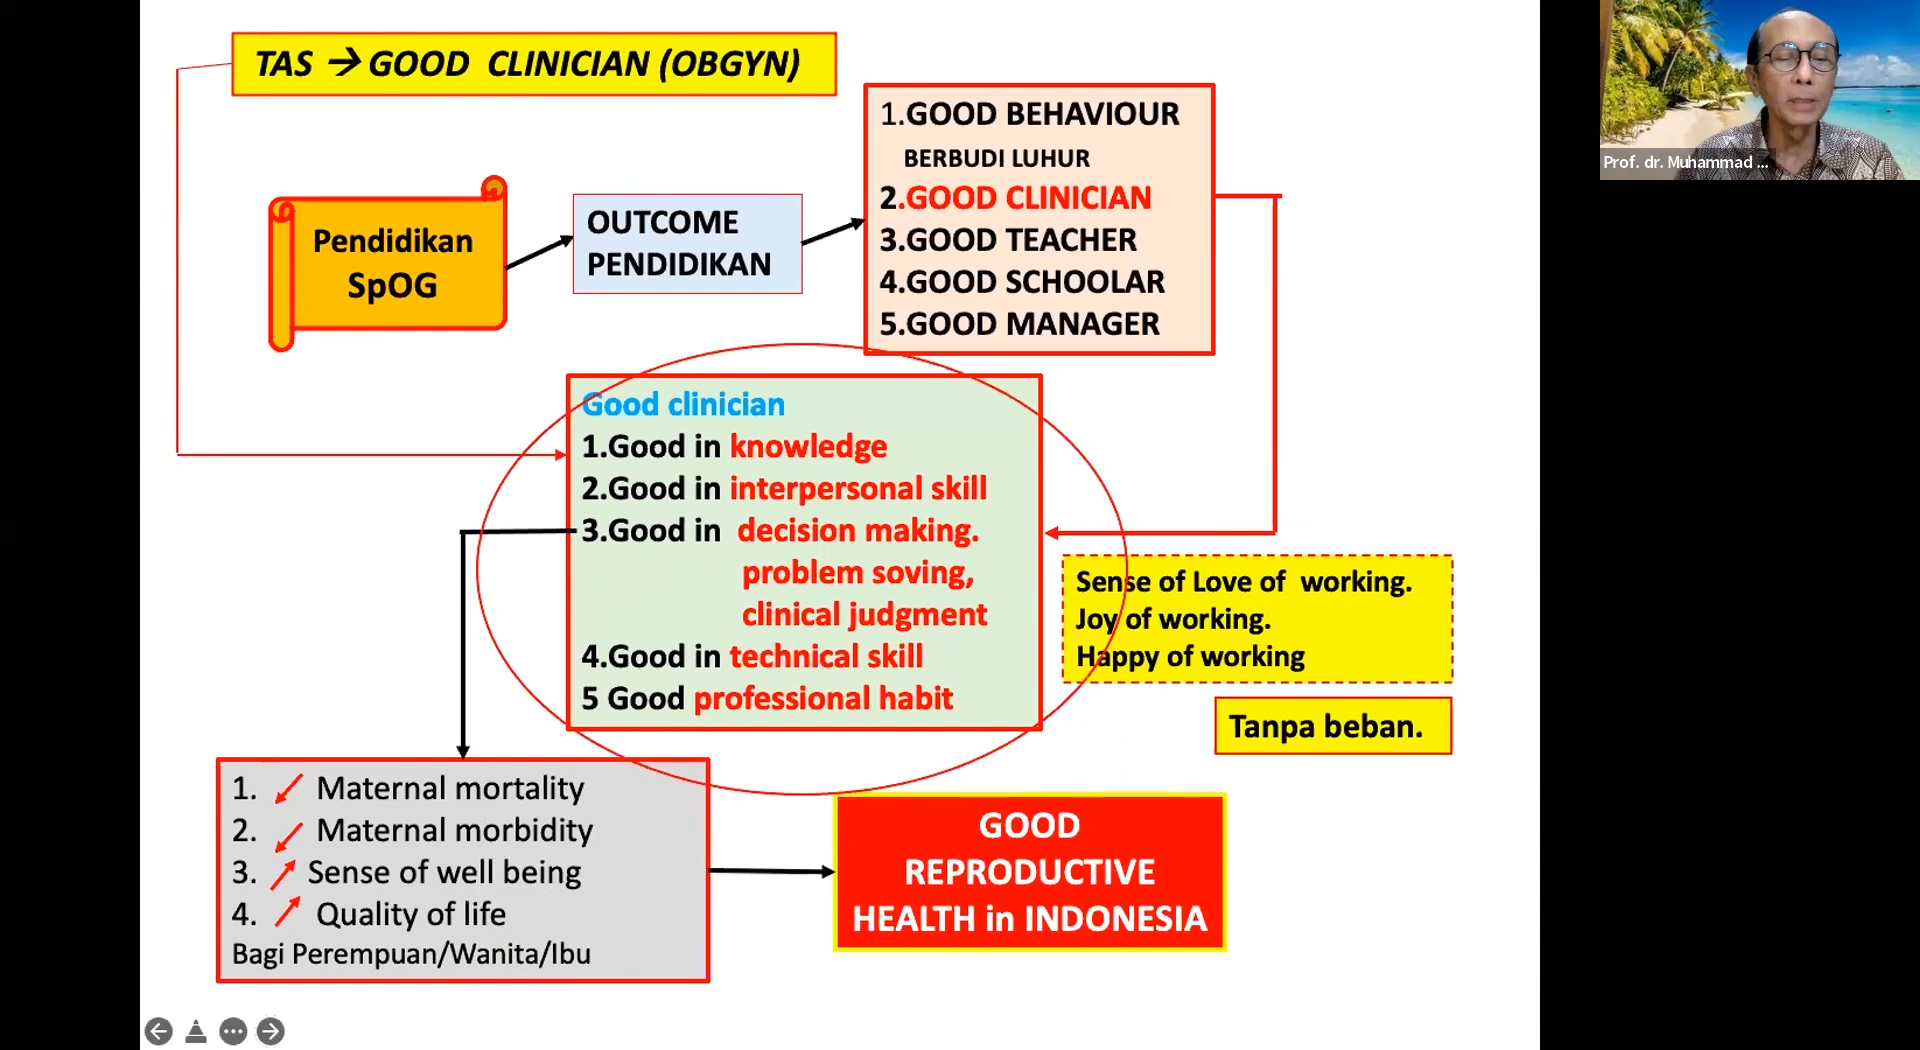 TAS → GOOD CLINICIAN (OBGYN)
Pendidikan
SpOG
OUTCOME
PENDIDIKAN
1.GOOD BEHAVIOUR
BERBUDI LUHUR
2.GOOD CLINICIAN
3.GOOD TEACHER
4.GOOD SCHOOLAR
5.GOOD MANAGER
Good clinician
1.Good in knowledge
2.Good in interpersonal skill
3.Good in decision making.
problem soving,
clinical judgment
4.Good in technical skill
5 Good professional habit
Sense of Love of working.
Joy of working.
Happy of working
Tanpa beban.
1. ↙ Maternal mortality
2. ↙ Maternal morbidity
3. ↗ Sense of well being
4. ↗ Quality of life
Bagi Perempuan/Wanita/Ibu
GOOD
REPRODUCTIVE
HEALTH in INDONESIA
Prof. dr. Muhammad ...